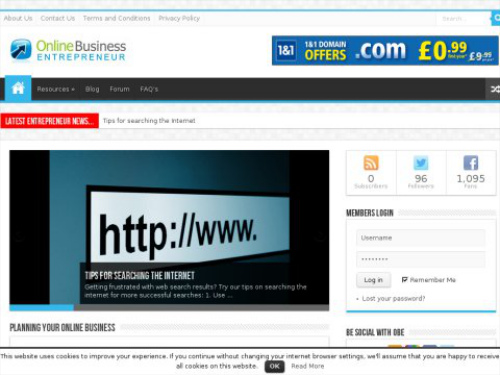 About Us Contact Us Terms and Conditions Privacy Policy
Search...
Online Business
ENTREPRENEUR
1&1 1&1 DOMAIN OFFERS .com £0.99 £9.99
Resources Blog Forum FAQ's
LATEST ENTREPRENEUR NEWS... Tips for searching the Internet
http://www.
TIPS FOR SEARCHING THE INTERNET
Getting frustrated with web search results? Try our tips on searching the
internet for more successful searches: 1. Use ...
0 96 1,095
Subscribers Followers Fans
MEMBERS LOGIN
Username
Log in Remember Me
Lost your password?
PLANNING YOUR ONLINE BUSINESS
BE SOCIAL WITH OBE
This website uses cookies to improve your experience. If you continue without changing your internet browser settings, we'll assume that you are happy to receive
all cookies on this website. OK Read More